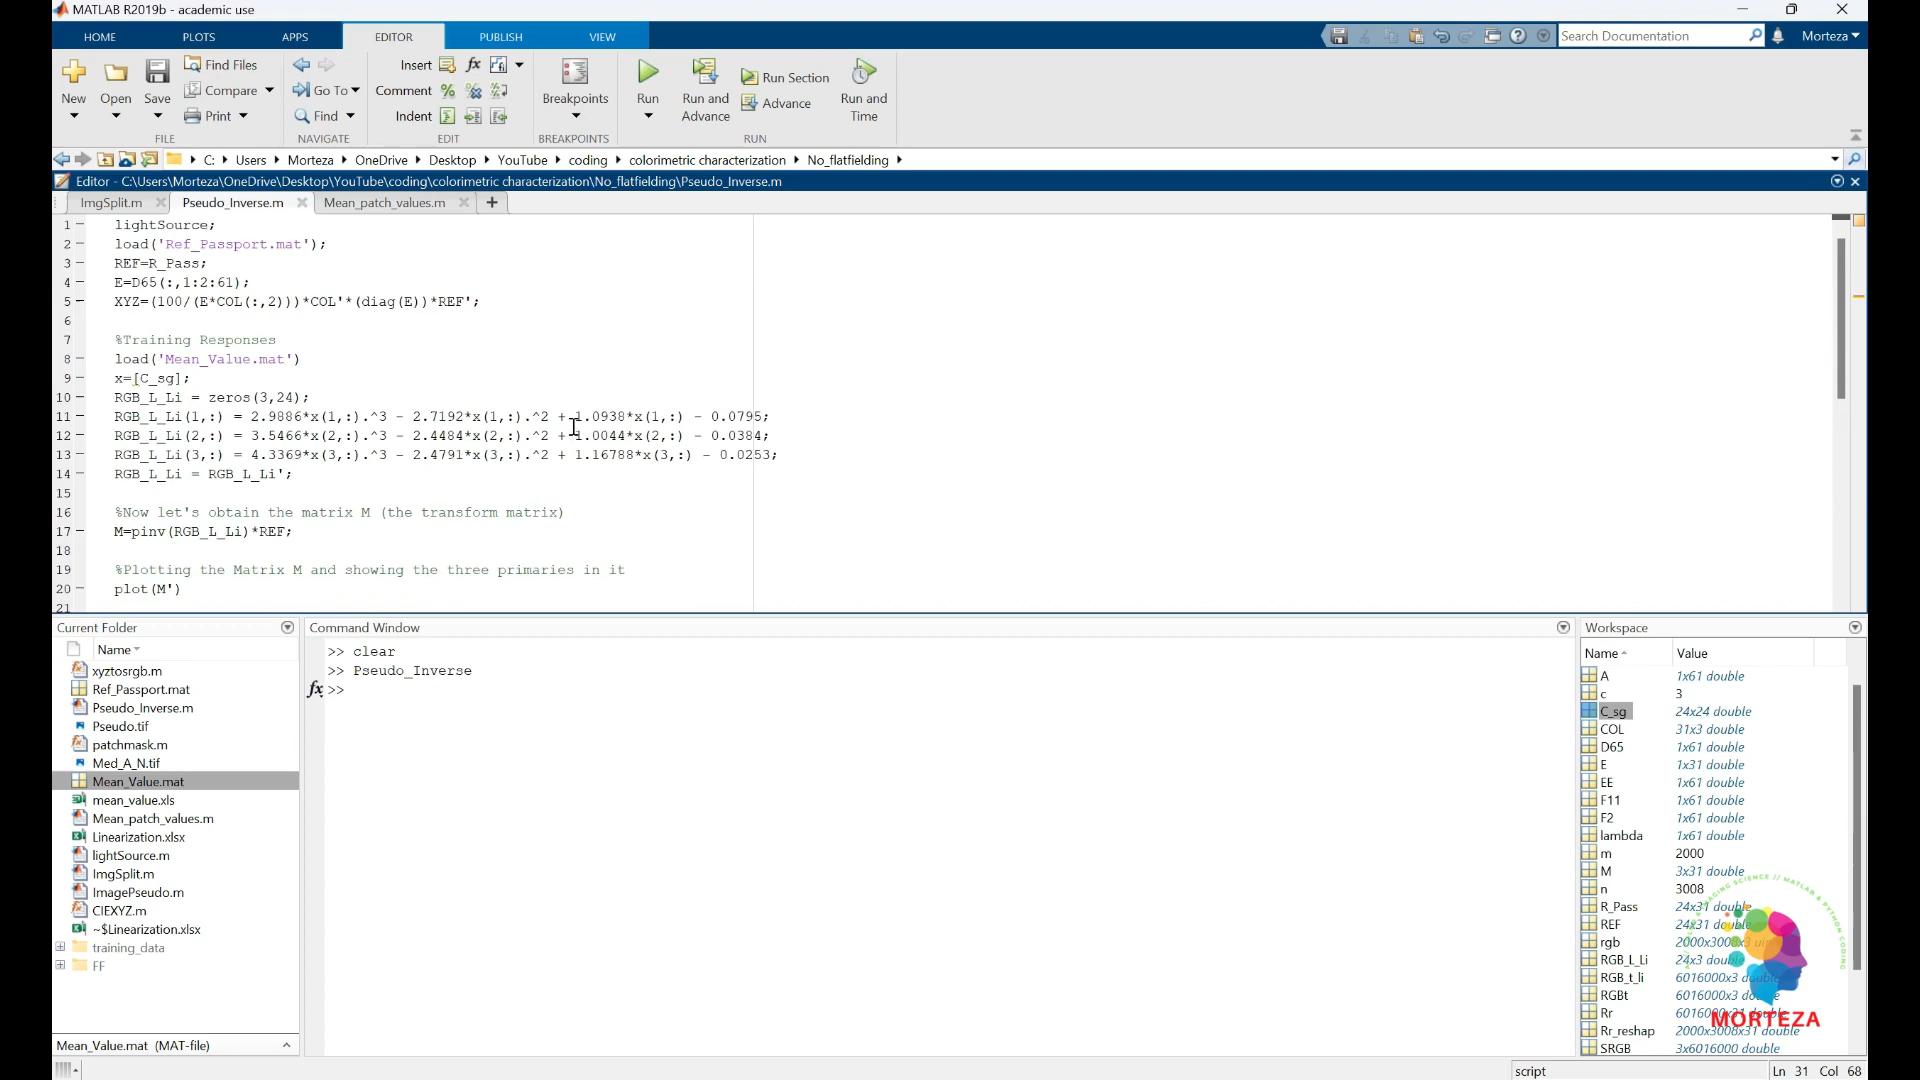 MATLAB R2019b - academic use
HOME PLOTS APPS EDITOR PUBLISH VIEW
Search Documentation
Morteza
New
Open
Save
Find Files
Compare
Print
FILE
Go To
Find
NAVIGATE
Insert
Comment
Indent
EDIT
Breakpoints
BREAKPOINTS
Run
Run and Advance
Run Section
Advance
Run and Time
RUN
C: Users Morteza OneDrive Desktop YouTube coding colorimetric characterization No_flatfielding
Editor - C:\Users\Morteza\OneDrive\Desktop\YouTube\coding\colorimetric characterization\No_flatfielding\Pseudo_Inverse.m
ImgSplit.m Pseudo_Inverse.m Mean_patch_values.m
1 lightSource;
2 load('Ref_Passport.mat');
3 REF=R_Pass;
4 E=D65(:,1:2:61);
5 XYZ=(100/(E*COL(:,2)))*COL'*(diag(E))*REF';
6
7 %Training Responses
8 load('Mean_Value.mat')
9 x=[C_sg];
10 RGB_L_Li = zeros(3,24);
11 RGB_L_Li(1,:) = 2.9886*x(1,:).^3 - 2.7192*x(1,:).^2 + 1.0938*x(1,:) - 0.0795;
12 RGB_L_Li(2,:) = 3.5466*x(2,:).^3 - 2.4484*x(2,:).^2 + 1.0044*x(2,:) - 0.0384;
13 RGB_L_Li(3,:) = 4.3369*x(3,:).^3 - 2.4791*x(3,:).^2 + 1.16788*x(3,:) - 0.0253;
14 RGB_L_Li = RGB_L_Li';
15
16 %Now let's obtain the matrix M (the transform matrix)
17 M=pinv(RGB_L_Li)*REF;
18
19 %Plotting the Matrix M and showing the three primaries in it
20 plot(M')
21
Current Folder
Name
xyztosrgb.m
Ref_Passport.mat
Pseudo_Inverse.m
Pseudo.tif
patchmask.m
Med_A_N.tif
Mean_Value.mat
mean_value.xls
Mean_patch_values.m
Linearization.xlsx
lightSource.m
ImgSplit.m
ImagePseudo.m
CIEXYZ.m
~$Linearization.xlsx
training_data
FF
Mean_Value.mat (MAT-file)
Command Window
>> clear
>> Pseudo_Inverse
fx >>
Workspace
Name Value
A 1x61 double
c 3
C_sg 24x24 double
COL 31x3 double
D65 1x61 double
E 1x31 double
EE 1x61 double
F11 1x61 double
F2 1x61 double
lambda 1x61 double
m 2000
M 3x31 double
n 3008
R_Pass 24x31 double
REF 24x31 double
rgb 2000x3008x3
RGB_L_Li 24x3 double
RGB_t_li 6016000x3 double
RGBt 6016000x3 double
Rr 6016000x31 double
Rr_reshap 2000x3008x31 double
SRGB 3x6016000 double
MORTEZA
script
Ln 31 Col 68